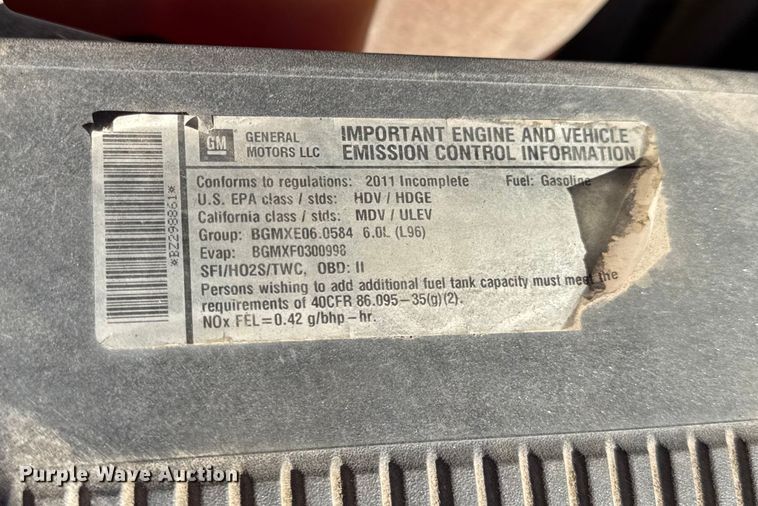 *BZ298861*
GM GENERAL MOTORS LLC
IMPORTANT ENGINE AND VEHICLE
EMISSION CONTROL INFORMATION
Conforms to regulations: 2011 Incomplete Fuel: Gasoline
U.S. EPA class / stds: HDV / HDGE
California class / stds: MDV / ULEV
Group: BGMXE06.0584 6.0L (L96)
Evap: BGMXF0300998
SFI/HO2S/TWC, OBD: II
Persons wishing to add additional fuel tank capacity must meet the
requirements of 40CFR 86.095-35(g)(2).
NOx FEL=0.42 g/bhp-hr.
Purple Wave Auction